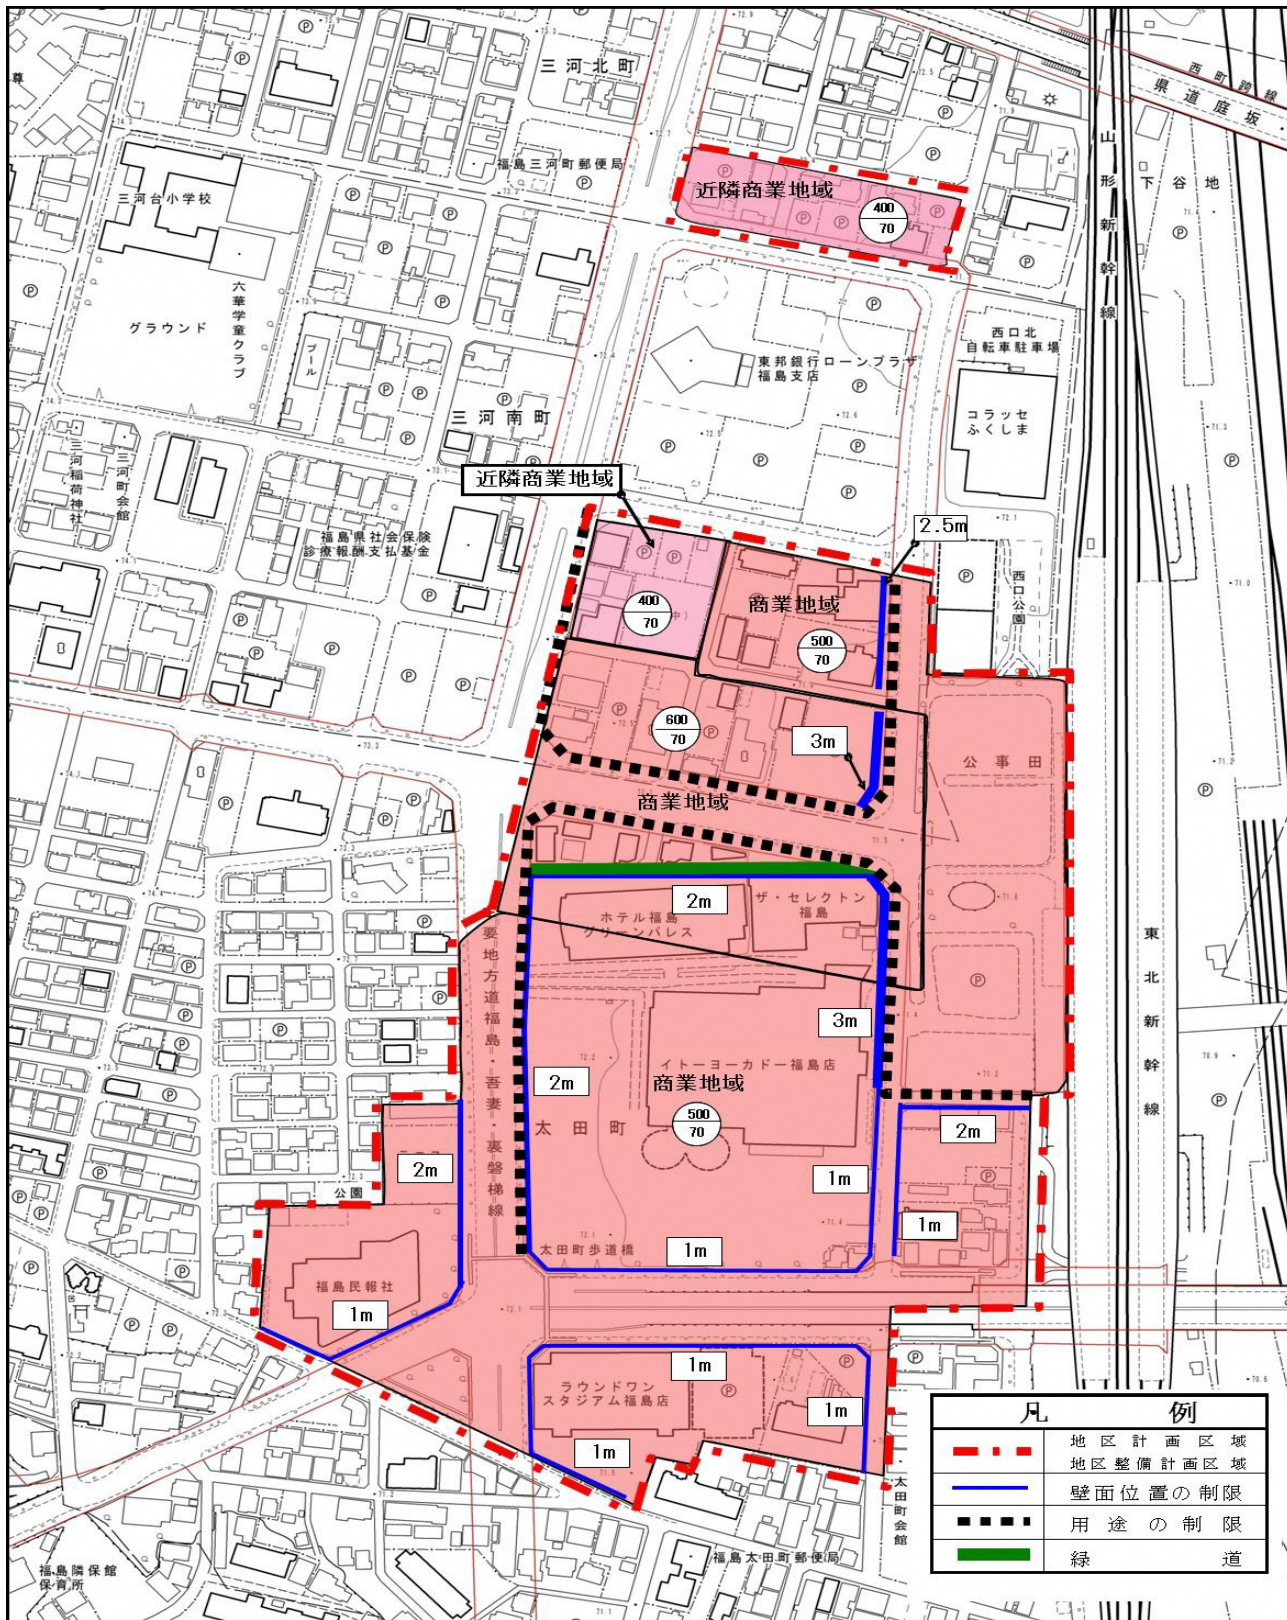 三河北町
西町跨線
県道庭坂
福島三河町郵便局
三河台小学校
近隣商業地域
400
70
山形新幹線
下谷地
六華学童クラブ
グラウンド
プール
西口北
自転車駐車場
東邦銀行ローンプラザ
福島支店
コラッセ
ふくしま
三河南町
三河稲荷神社
三河町会館
近隣商業地域
福島県社会保険
診療報酬支払基金
2.5m
西口公園
400
70
商業地域
500
70
600
70
3m
公事田
商業地域
2m
ホテル福島
グリーンパレス
ザ・セレクトン
福島
要地方道福島・吾妻・裏磐梯線
東北新幹線
3m
イトーヨーカドー福島店
2m
商業地域
500
70
太田町
2m
2m
公園
1m
1m
太田町歩道橋
1m
福島民報社
1m
1m
ラウンドワン
スタジアム福島店
1m
1m
太田町会館
福島太田町郵便局
福島隣保館
保育所
凡例
地区計画区域
地区整備計画区域
壁面位置の制限
用途の制限
緑道